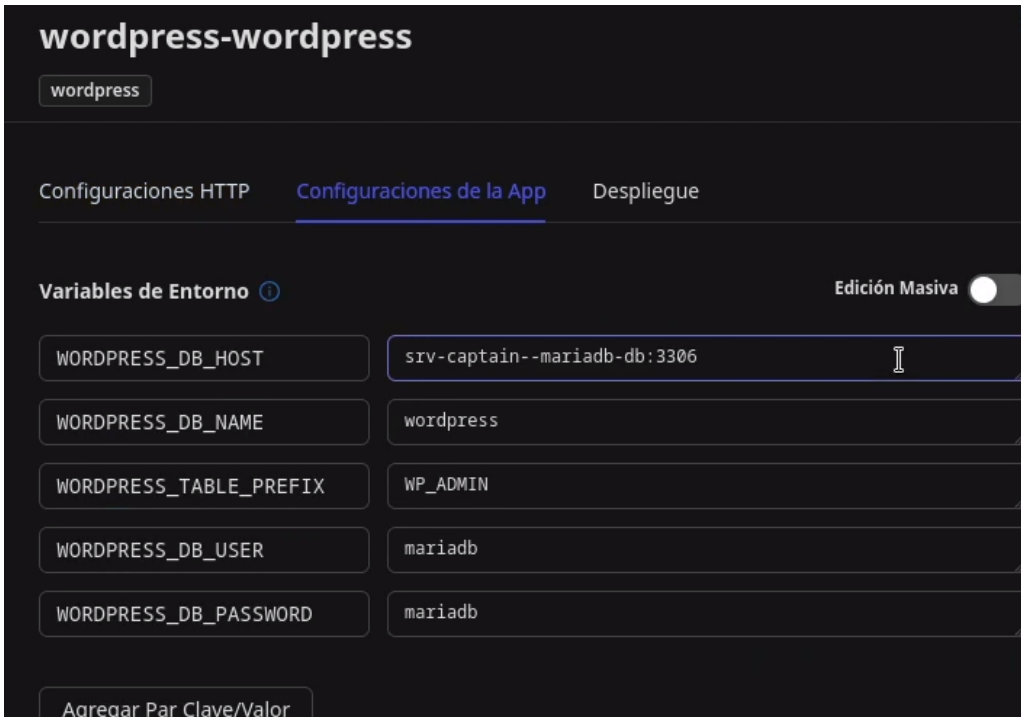 wordpress-wordpress
wordpress
Configuraciones HTTP Configuraciones de la App Despliegue
Variables de Entorno Edición Masiva
WORDPRESS_DB_HOST srv-captain--mariadb-db:3306
WORDPRESS_DB_NAME wordpress
WORDPRESS_TABLE_PREFIX WP_ADMIN
WORDPRESS_DB_USER mariadb
WORDPRESS_DB_PASSWORD mariadb
Agregar Par Clave/Valor